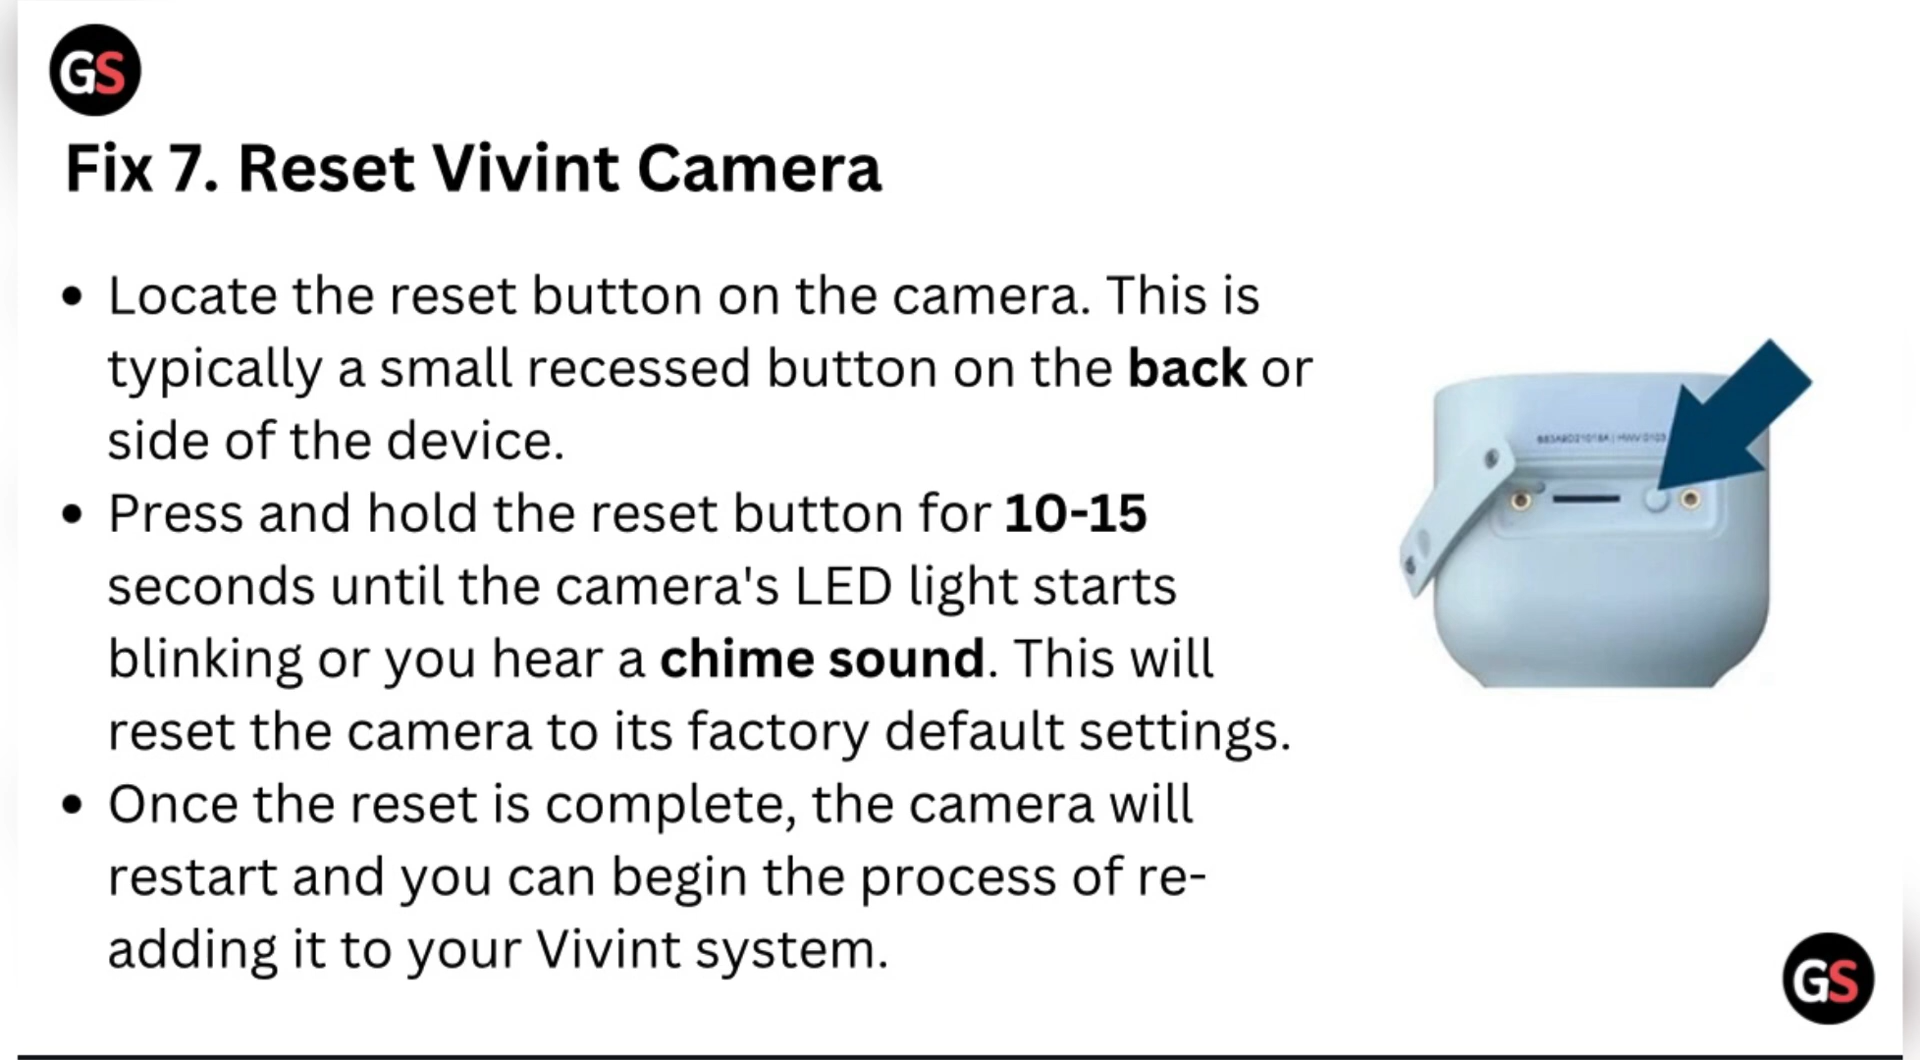 GS
Fix 7. Reset Vivint Camera
• Locate the reset button on the camera. This is
typically a small recessed button on the back or
side of the device.
• Press and hold the reset button for 10-15
seconds until the camera's LED light starts
blinking or you hear a chime sound. This will
reset the camera to its factory default settings.
• Once the reset is complete, the camera will
restart and you can begin the process of re-
adding it to your Vivint system.
GS